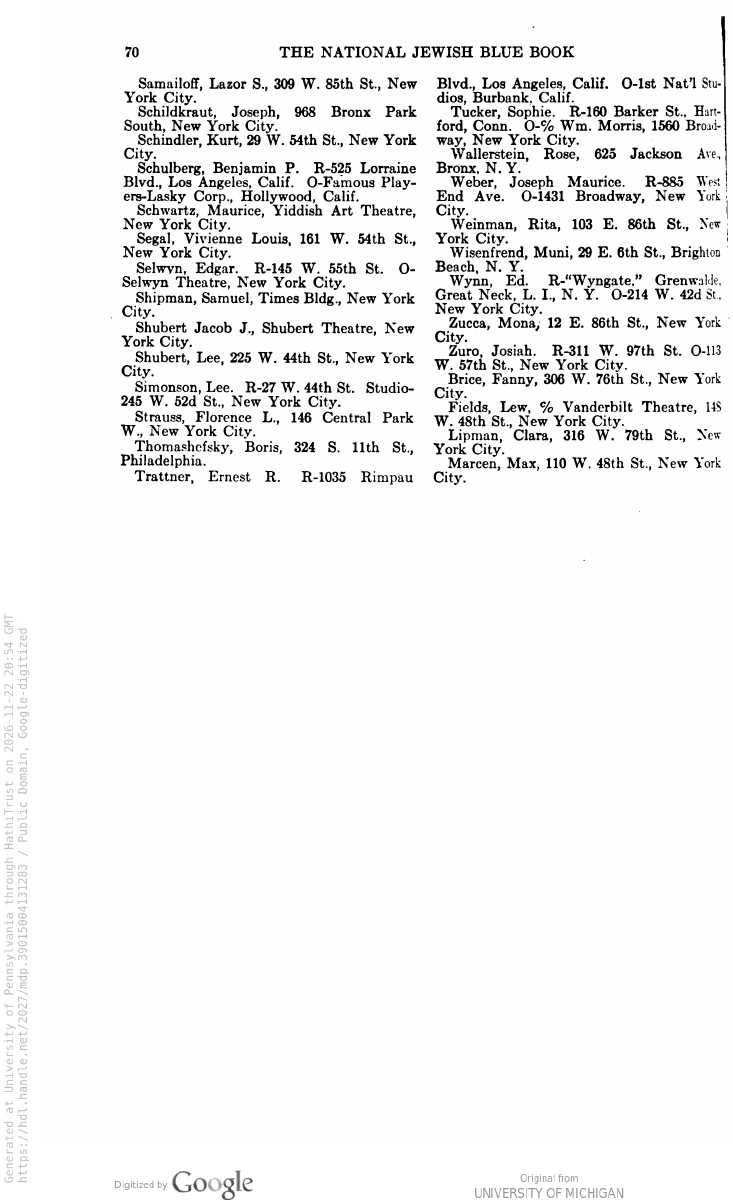 70
THE NATIONAL JEWISH BLUE BOOK
Samailoff, Lazor S., 309 W. 85th St., New
York City.
Schildkraut, Joseph, 968 Bronx Park
South, New York City.
Schindler, Kurt, 29 W. 54th St., New York
City.
Schulberg, Benjamin P. R-525 Lorraine
Blvd., Los Angeles, Calif. O-Famous Play-
ers-Lasky Corp., Hollywood, Calif.
Schwartz, Maurice, Yiddish Art Theatre,
New York City.
Segal, Vivienne Louis, 161 W. 54th St.,
New York City.
Selwyn, Edgar. R-145 W. 55th St. O-
Selwyn Theatre, New York City.
Shipman, Samuel, Times Bldg., New York
City.
Shubert Jacob J., Shubert Theatre, New
York City.
Shubert, Lee, 225 W. 44th St., New York
City.
Simonson, Lee. R-27 W. 44th St. Studio-
245 W. 52d St., New York City.
Strauss, Florence L., 146 Central Park
W., New York City.
Thomashefsky, Boris, 324 S. 11th St.,
Philadelphia.
Trattner, Ernest R. R-1035 Rimpau
Blvd., Los Angeles, Calif. O-1st Nat'l Stu-
dios, Burbank, Calif.
Tucker, Sophie. R-160 Barker St., Hart-
ford, Conn. O-% Wm. Morris, 1560 Broad-
way, New York City.
Wallerstein, Rose, 625 Jackson Ave.,
Bronx, N. Y.
Weber, Joseph Maurice. R-885 West
End Ave. O-1431 Broadway, New York
City.
Weinman, Rita, 103 E. 86th St., New
York City.
Wisenfrend, Muni, 29 E. 6th St., Brighton
Beach, N. Y.
Wynn, Ed. R-"Wyngate," Grenwalde,
Great Neck, L. I., N. Y. O-214 W. 42d St.,
New York City.
Zucca, Mona, 12 E. 86th St., New York
City.
Zuro, Josiah. R-311 W. 97th St. O-113
W. 57th St., New York City.
Brice, Fanny, 306 W. 76th St., New York
City.
Fields, Lew, % Vanderbilt Theatre, 148
W. 48th St., New York City.
Lipman, Clara, 316 W. 79th St., New
York City.
Marcen, Max, 110 W. 48th St., New York
City.
Generated at University of Pennsylvania through HathiTrust on 2026-11-22 20:54 GMT
https://hdl.handle.net/2027/mdp.39015004131283 / Public Domain, Google-digitized
Digitized by Google
Original from
UNIVERSITY OF MICHIGAN